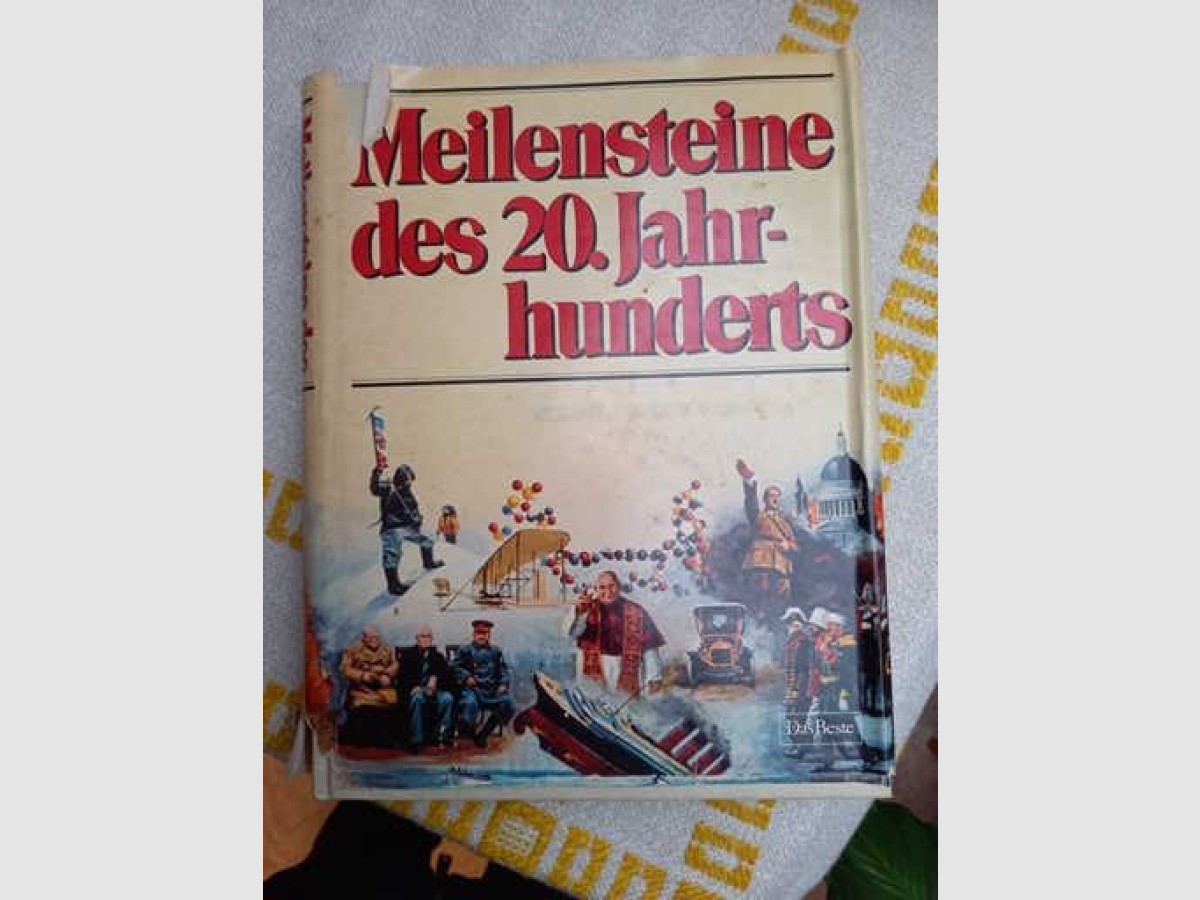 Meilensteine
des 20. Jahr-
hunderts
Das Beste